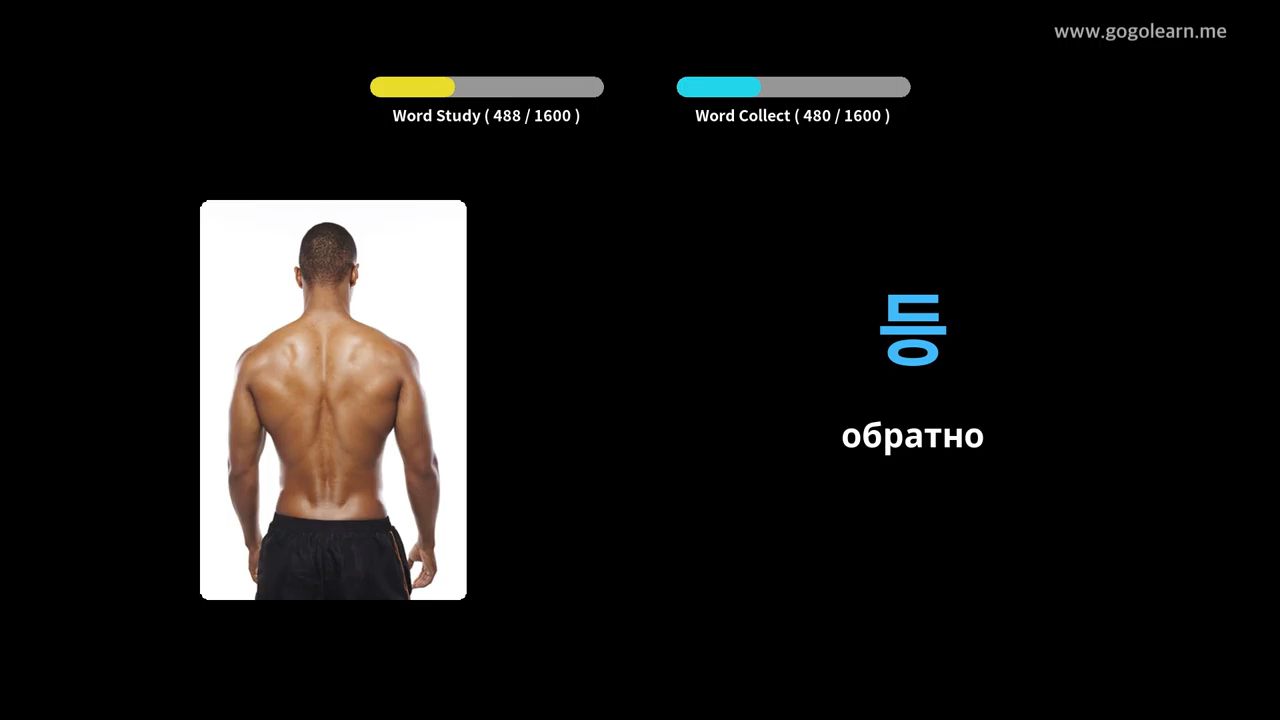 www.gogolearn.me
Word Study ( 488 / 1600 )
Word Collect ( 480 / 1600 )
등
обратно